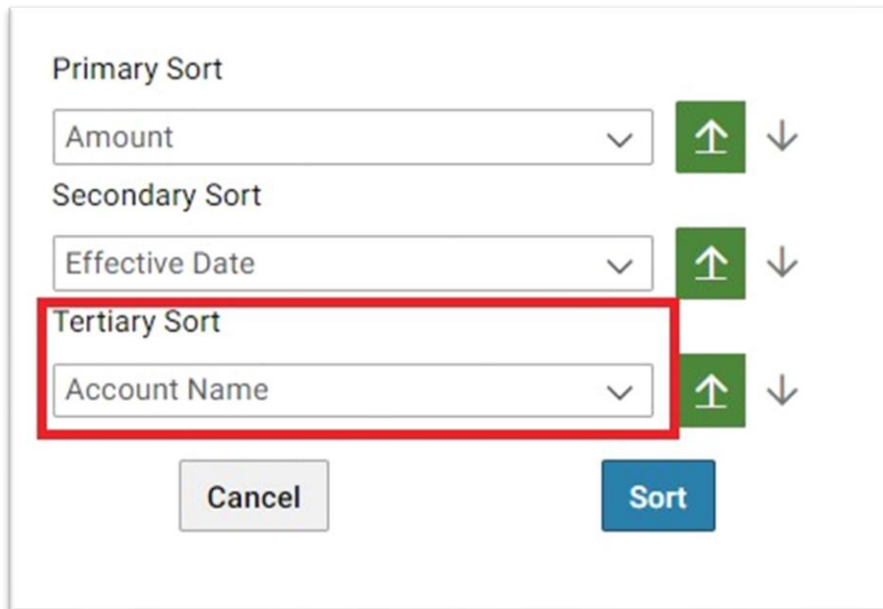 Primary Sort
Amount
Secondary Sort
Effective Date
Tertiary Sort
Account Name
Cancel Sort